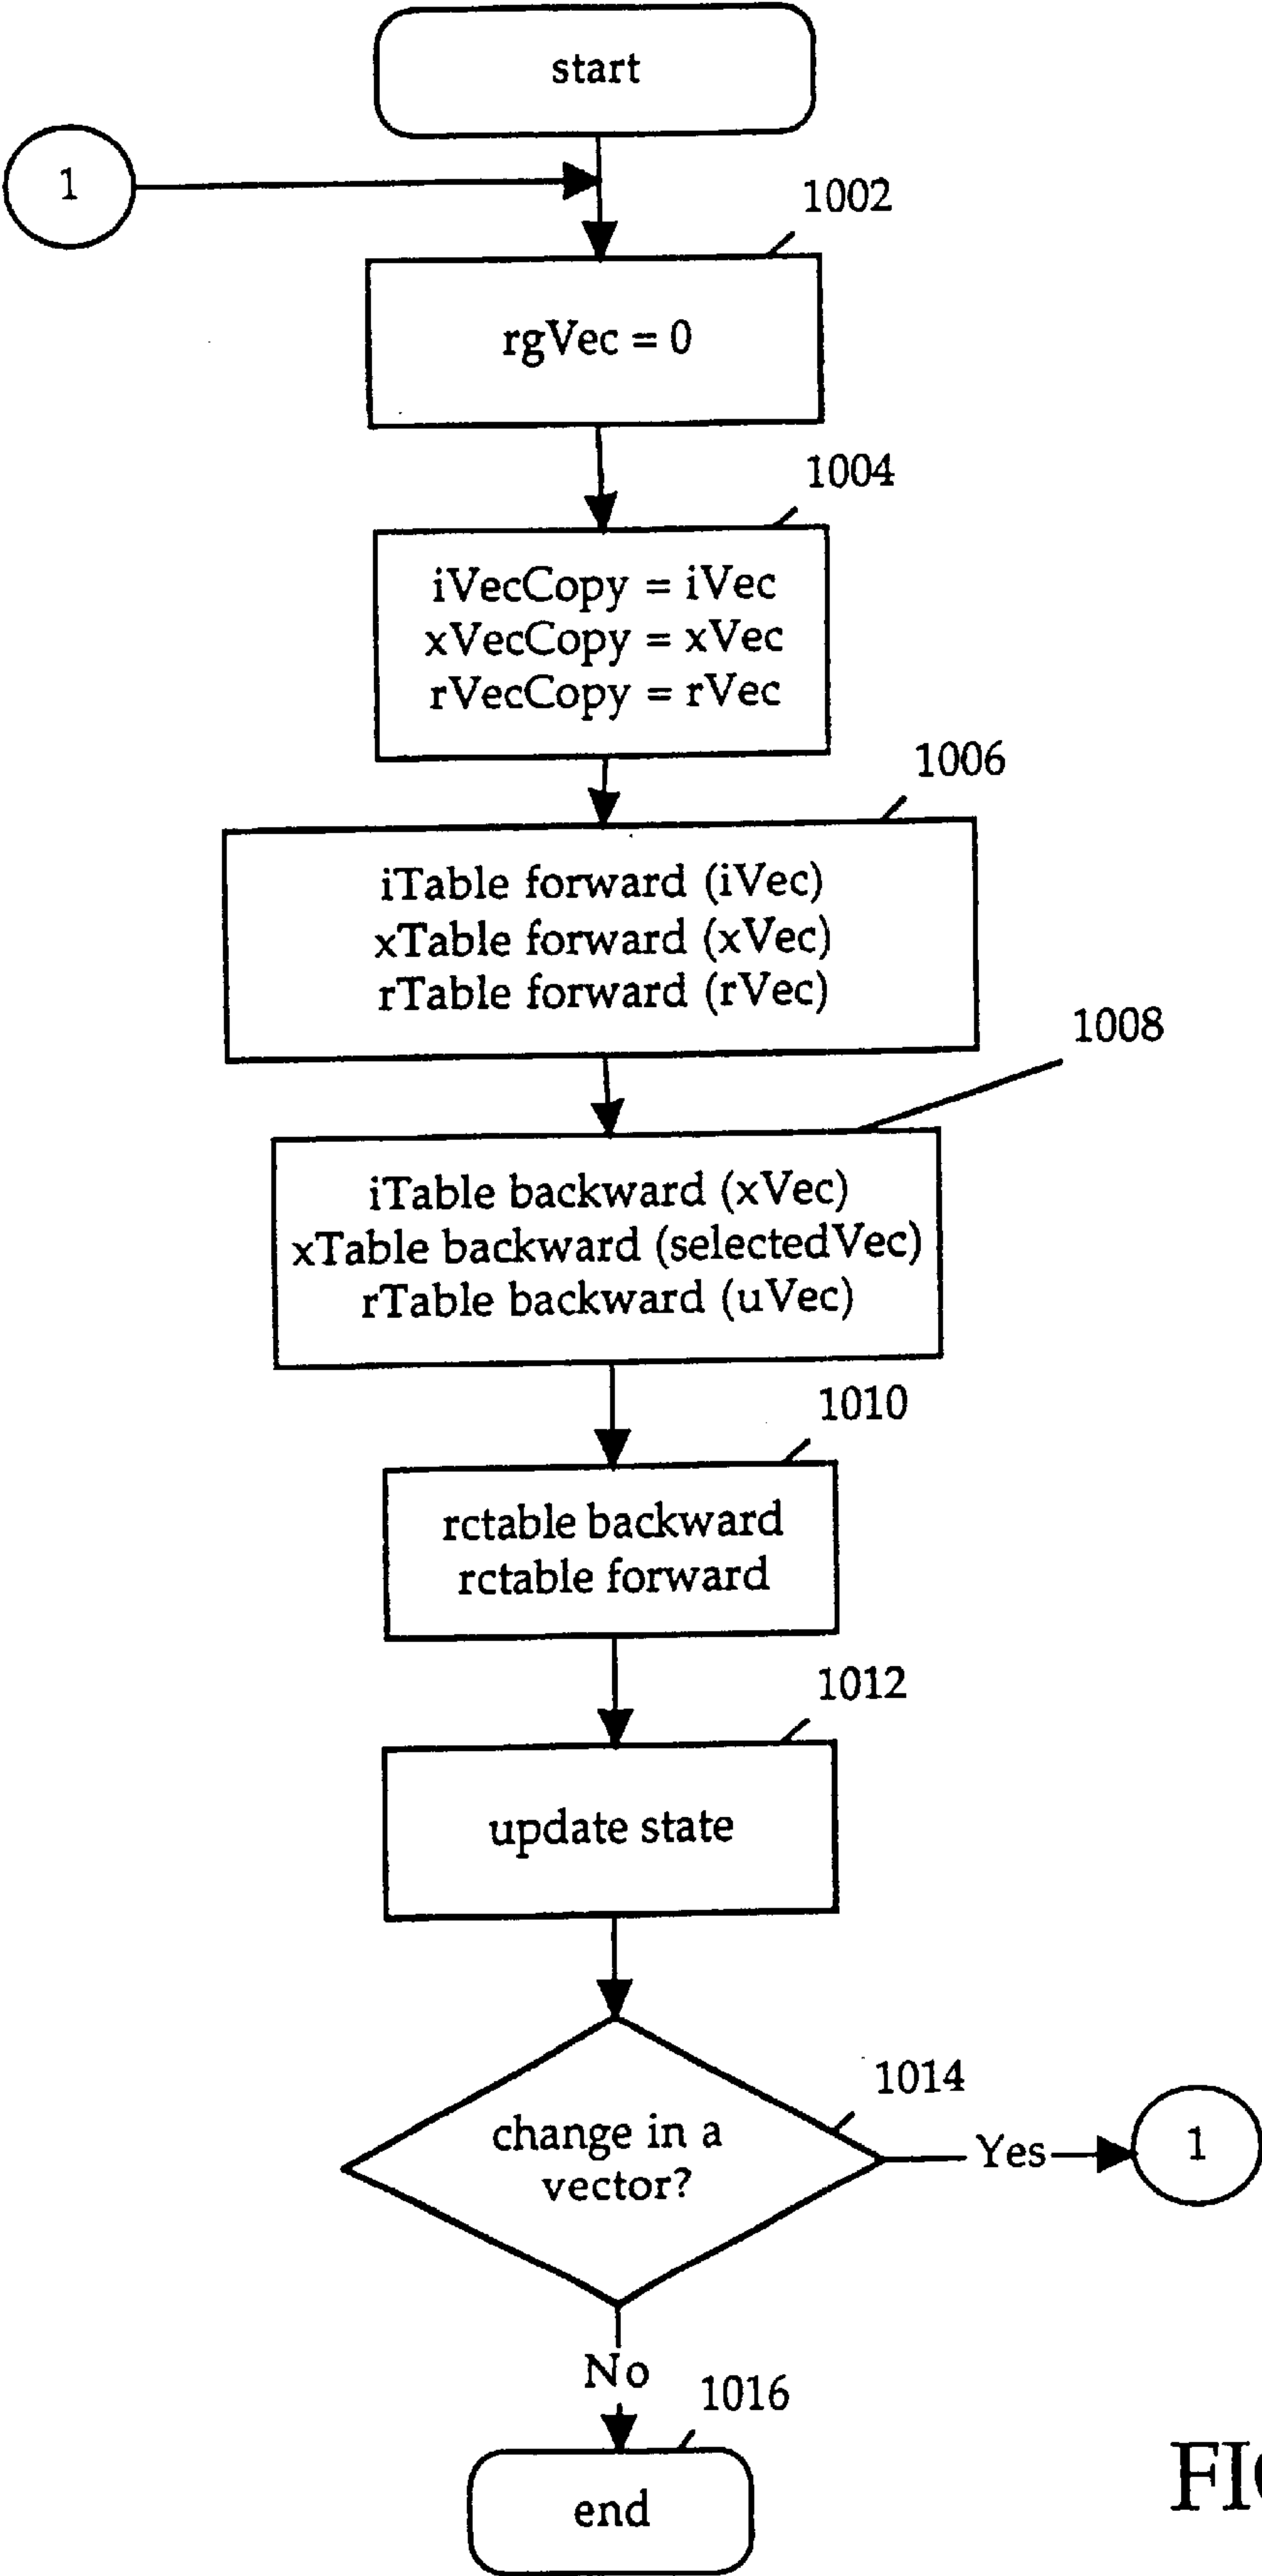 start
1
1002
rgVec = 0
1004
iVecCopy = iVec
xVecCopy = xVec
rVecCopy = rVec
1006
iTable forward (iVec)
xTable forward (xVec)
rTable forward (rVec)
1008
iTable backward (xVec)
xTable backward (selectedVec)
rTable backward (uVec)
1010
rctable backward
rctable forward
1012
update state
1014
change in a
vector?
Yes
1
No
1016
end